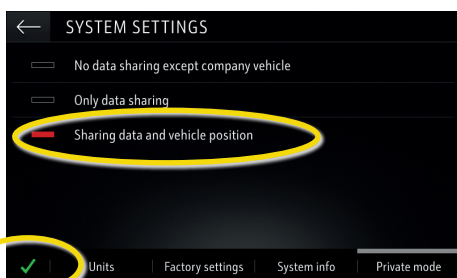 SYSTEM SETTINGS
No data sharing except company vehicle
Only data sharing
Sharing data and vehicle position
Units Factory settings System info Private mode